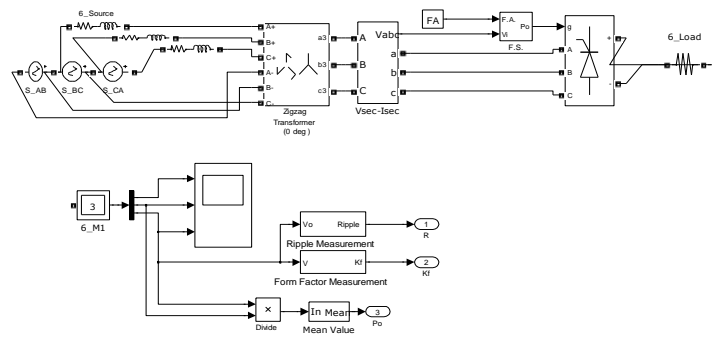 6_Source
A+
B+
C+
A-
B-
C-
a3
b3
c3
Zigzag
Transformer
(0 deg )
S_AB
S_BC
S_CA
A
B
C
Vabc
a
b
c
Vsec-Isec
FA
F.A.
Vi
Po
F.S.
g
A
B
C
+
-
6_Load
3
6_M1
Vo
Ripple
Ripple Measurement
1
R
V
Kf
Form Factor Measurement
2
Kf
×
Divide
In Mean
Mean Value
3
Po